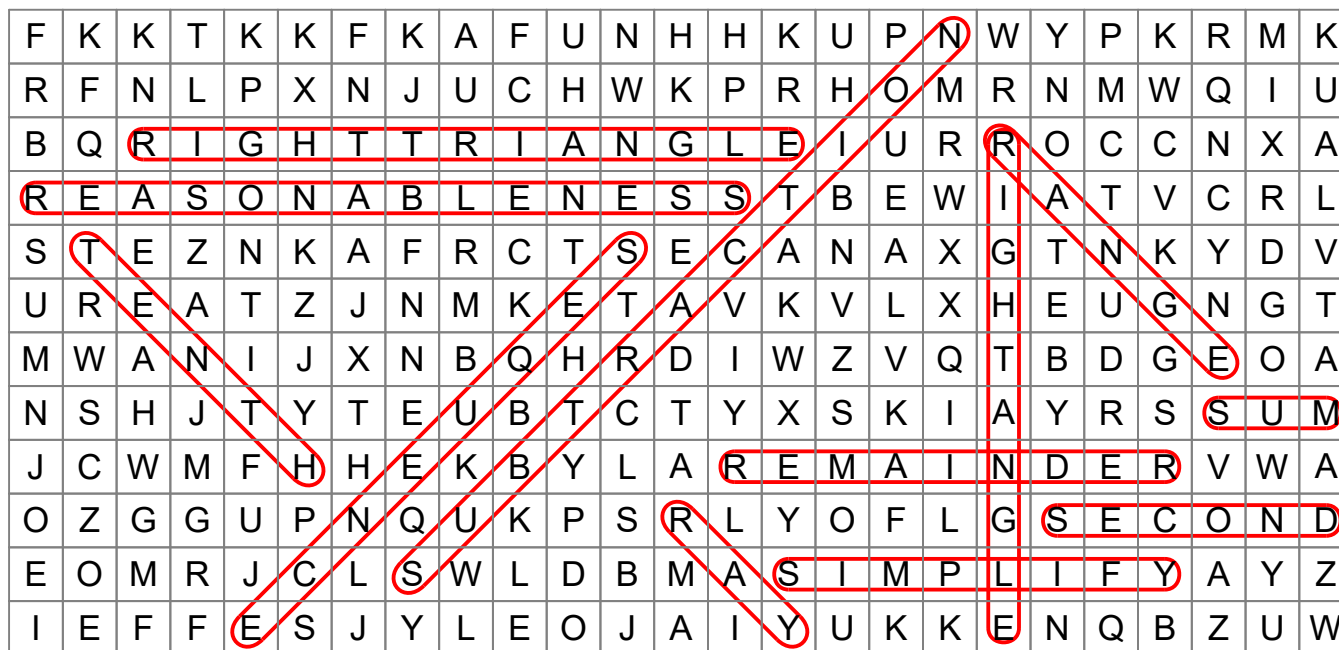 F K K T K K F K A F U N H H K U P N W Y P K R M K
R F N L P X N J U C H W K P R H O M R N M W Q I U
B Q R I G H T T R I A N G L E I U R R O C C N X A
R E A S O N A B L E N E S S T B E W I A T V C R L
S T E Z N K A F R C T S E C A N A X G T N K Y D V
U R E A T Z J N M K E T A V K V L X H E U G N G T
M W A N I J X N B Q H R D I W Z V Q T B D G E O A
N S H J T Y T E U B T C T Y X S K I A Y R S S U M
J C W M F H H E K B Y L A R E M A I N D E R V W A
O Z G G U P N Q U K P S R L Y O F L G S E C O N D
E O M R J C L S W L D B M A S I M P L I F Y A Y Z
I E F F E S J Y L E O J A I Y U K K E N Q B Z U W